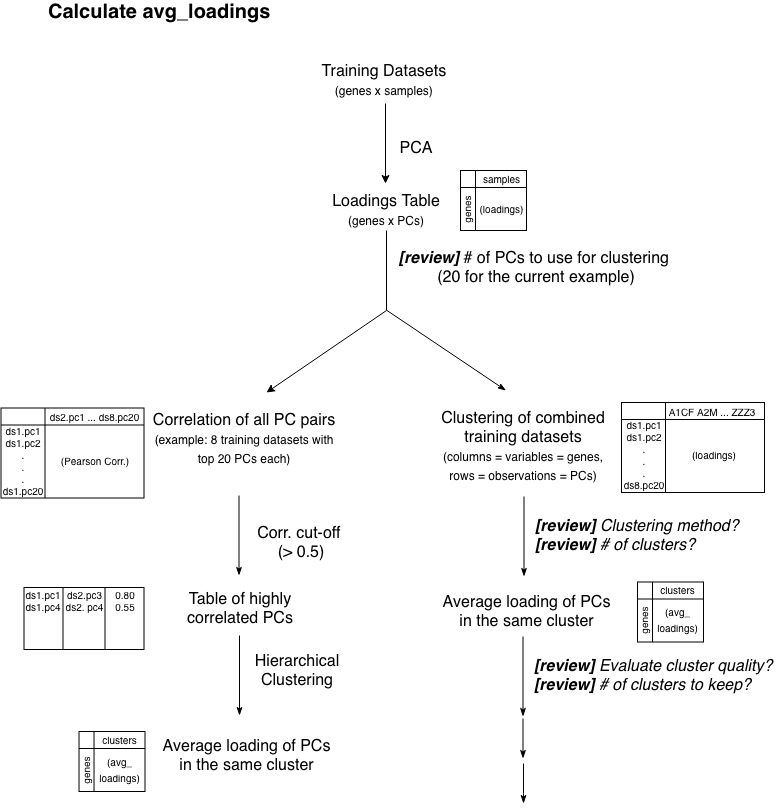 Calculate avg_loadings
Training Datasets
(genes x samples)
PCA
Loadings Table
(genes x PCs)
samples
genes
(loadings)
[review] # of PCs to use for clustering
(20 for the current example)
ds2.pc1 ... ds8.pc20
ds1.pc1
ds1.pc2
.
.
.
ds1.pc20
(Pearson Corr.)
Correlation of all PC pairs
(example: 8 training datasets with
top 20 PCs each)
Corr. cut-off
(> 0.5)
ds1.pc1 ds2.pc3 0.80
ds1.pc4 ds2. pc4 0.55
Table of highly
correlated PCs
Hierarchical
Clustering
clusters
genes
(avg_
loadings)
Average loading of PCs
in the same cluster
Clustering of combined
training datasets
(columns = variables = genes,
rows = observations = PCs)
A1CF A2M ... ZZZ3
ds1.pc1
ds1.pc2
.
.
.
ds8.pc20
(loadings)
[review] Clustering method?
[review] # of clusters?
Average loading of PCs
in the same cluster
clusters
genes
(avg_
loadings)
[review] Evaluate cluster quality?
[review] # of clusters to keep?